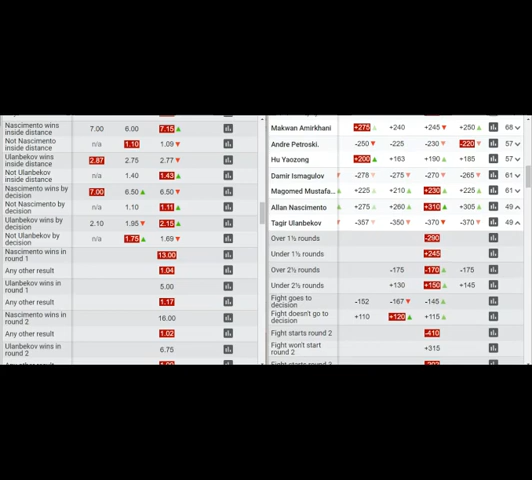 Nascimento wins inside distance 7.00 6.00 7.15
Not Nascimento inside distance n/a 1.10 1.09
Ulanbekov wins inside distance 2.87 2.75 2.77
Not Ulanbekov inside distance n/a 1.40 1.43
Nascimento wins by decision 7.00 6.50 6.50
Not Nascimento by decision n/a 1.10 1.11
Ulanbekov wins by decision 2.10 1.95 2.15
Not Ulanbekov by decision n/a 1.75 1.69
Nascimento wins in round 1 13.00
Any other result 1.04
Ulanbekov wins in round 1 5.00
Any other result 1.17
Nascimento wins in round 2 16.00
Any other result 1.02
Ulanbekov wins in round 2 6.75
Any other result
Makwan Amirkhani +275 +240 +245 +250 68
Andre Petroski. -250 -225 -230 -220 57
Hu Yaozong +200 +163 +190 +185 57
Damir Ismagulov -278 -275 -270 -265 61
Magomed Mustafa... +225 +210 +230 +225 61
Allan Nascimento +275 +260 +310 +305 49
Tagir Ulanbekov -357 -350 -370 -370 49
Over 1½ rounds -290
Under 1½ rounds +245
Over 2½ rounds -175 -170 -175
Under 2½ rounds +130 +150 +145
Fight goes to decision -152 -167 -145
Fight doesn't go to decision +110 +120 +115
Fight starts round 2 -410
Fight won't start round 2 +315